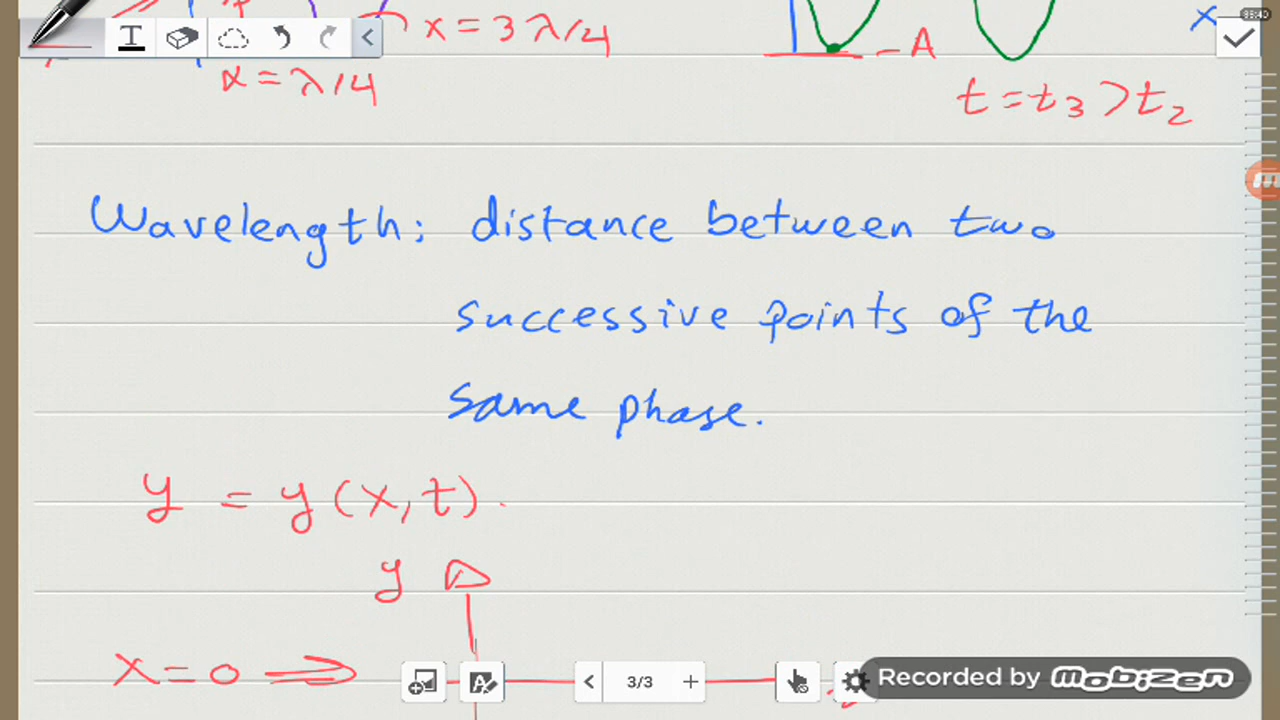 x = 3λ/4
x = λ/4
-A
x
t = t3 > t2
Wavelength: distance between two
successive points of the
same phase.
y = y(x,t).
y
x = 0 ⇒
T
3/3
Recorded by mobizen